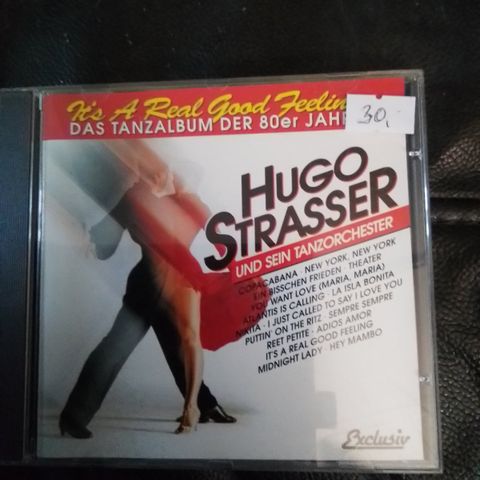 It's A Real Good Feelin
DAS TANZALBUM DER 80er JAHR
30,-
HUGO
STRASSER
UND SEIN TANZORCHESTER
COPACABANA · NEW YORK, NEW YORK
EIN BISSCHEN FRIEDEN · THEATER
YOU WANT LOVE (MARIA, MARIA)
ATLANTIS IS CALLING · LA ISLA BONITA
NIKITA · I JUST CALLED TO SAY I LOVE YOU
PUTTIN' ON THE RITZ · SEMPRE SEMPRE
REET PETITE · ADIOS AMOR
IT'S A REAL GOOD FEELING
MIDNIGHT LADY · HEY MAMBO
Exclusiv